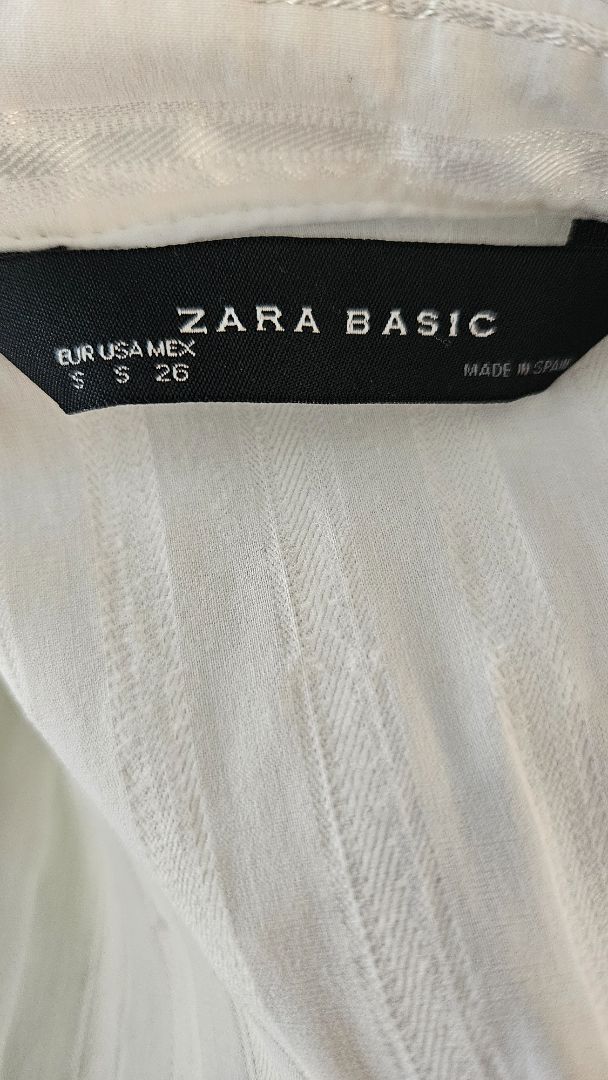 ZARA BASIC
EUR USA MEX
S S 26
MADE IN SPAIN